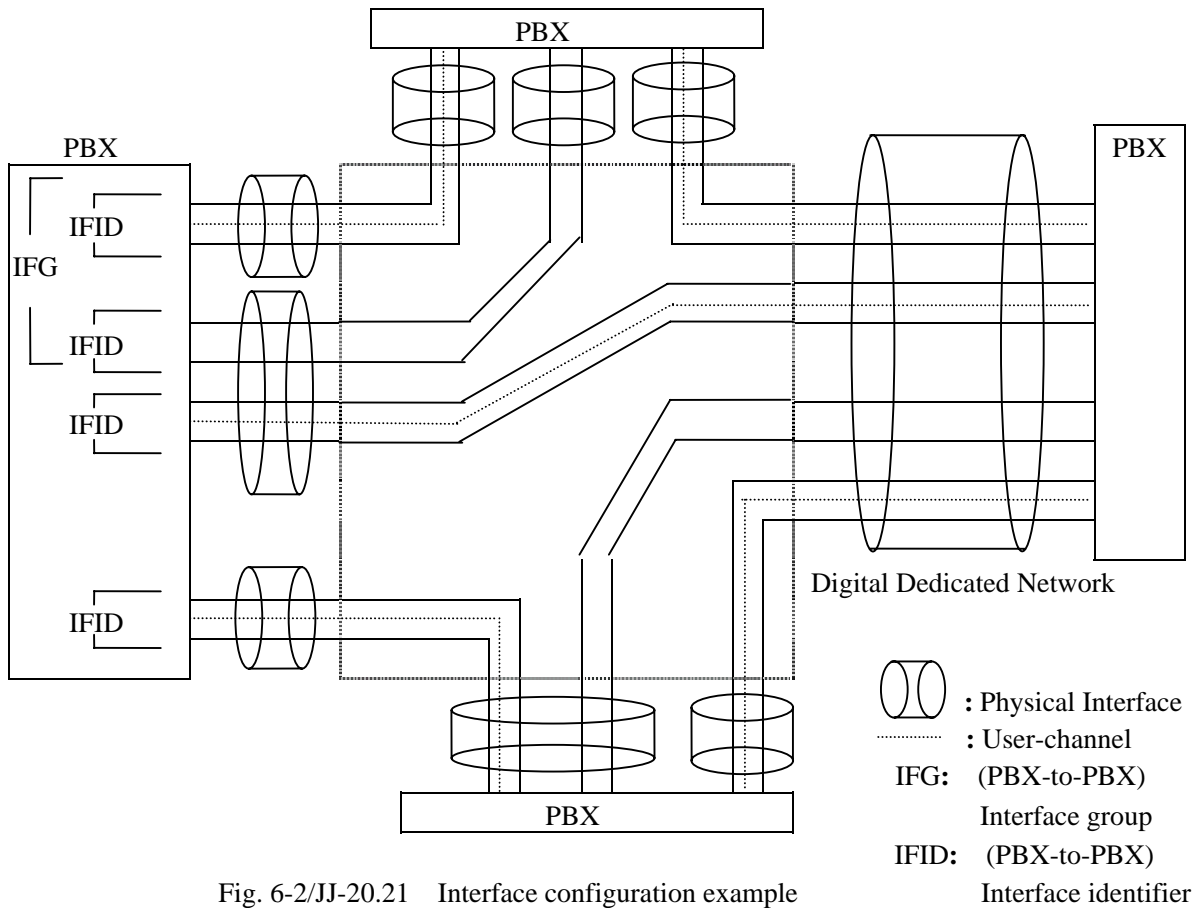 PBX
PBX
PBX
IFID
IFG
IFID
IFID
IFID
Digital Dedicated Network
: Physical Interface
: User-channel
IFG: (PBX-to-PBX)
Interface group
IFID: (PBX-to-PBX)
Interface identifier
PBX
Fig. 6-2/JJ-20.21 Interface configuration example